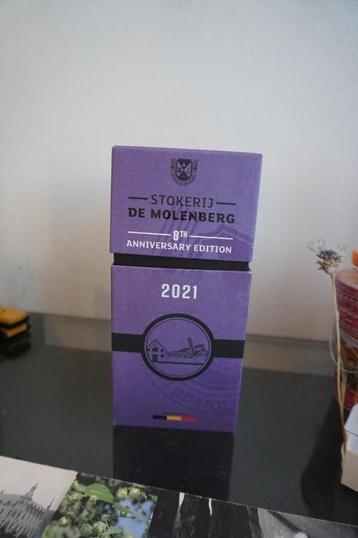 STOKERIJ
DE MOLENBERG
8TH
ANNIVERSARY EDITION
2021